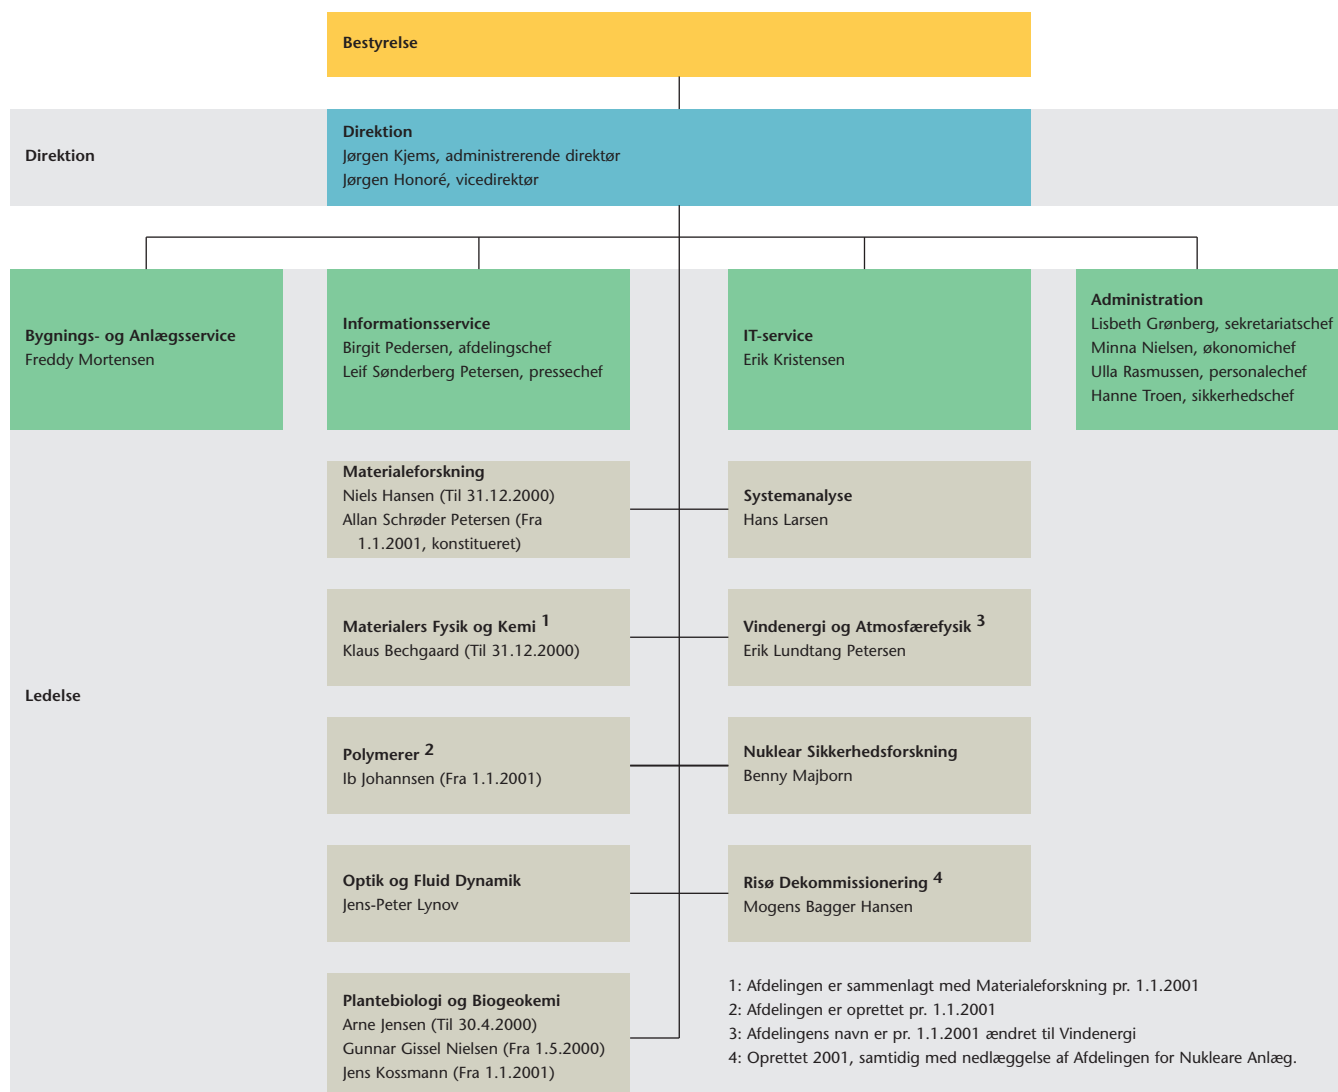 Bestyrelse
Direktion
Direktion
Jørgen Kjems, administrerende direktør
Jørgen Honoré, vicedirektør
Bygnings- og Anlægsservice
Freddy Mortensen
Informationsservice
Birgit Pedersen, afdelingschef
Leif Sønderberg Petersen, pressechef
IT-service
Erik Kristensen
Administration
Lisbeth Grønberg, sekretariatschef
Minna Nielsen, økonomichef
Ulla Rasmussen, personalechef
Hanne Troen, sikkerhedschef
Ledelse
Materialeforskning
Niels Hansen (Til 31.12.2000)
Allan Schrøder Petersen (Fra
1.1.2001, konstitueret)
Systemanalyse
Hans Larsen
Materialers Fysik og Kemi 1
Klaus Bechgaard (Til 31.12.2000)
Vindenergi og Atmosfærefysik 3
Erik Lundtang Petersen
Polymerer 2
Ib Johannsen (Fra 1.1.2001)
Nuklear Sikkerhedsforskning
Benny Majborn
Optik og Fluid Dynamik
Jens-Peter Lynov
Risø Dekommissionering 4
Mogens Bagger Hansen
Plantebiologi og Biogeokemi
Arne Jensen (Til 30.4.2000)
Gunnar Gissel Nielsen (Fra 1.5.2000)
Jens Kossmann (Fra 1.1.2001)
1: Afdelingen er sammenlagt med Materialeforskning pr. 1.1.2001
2: Afdelingen er oprettet pr. 1.1.2001
3: Afdelingens navn er pr. 1.1.2001 ændret til Vindenergi
4: Oprettet 2001, samtidig med nedlæggelse af Afdelingen for Nukleare Anlæg.